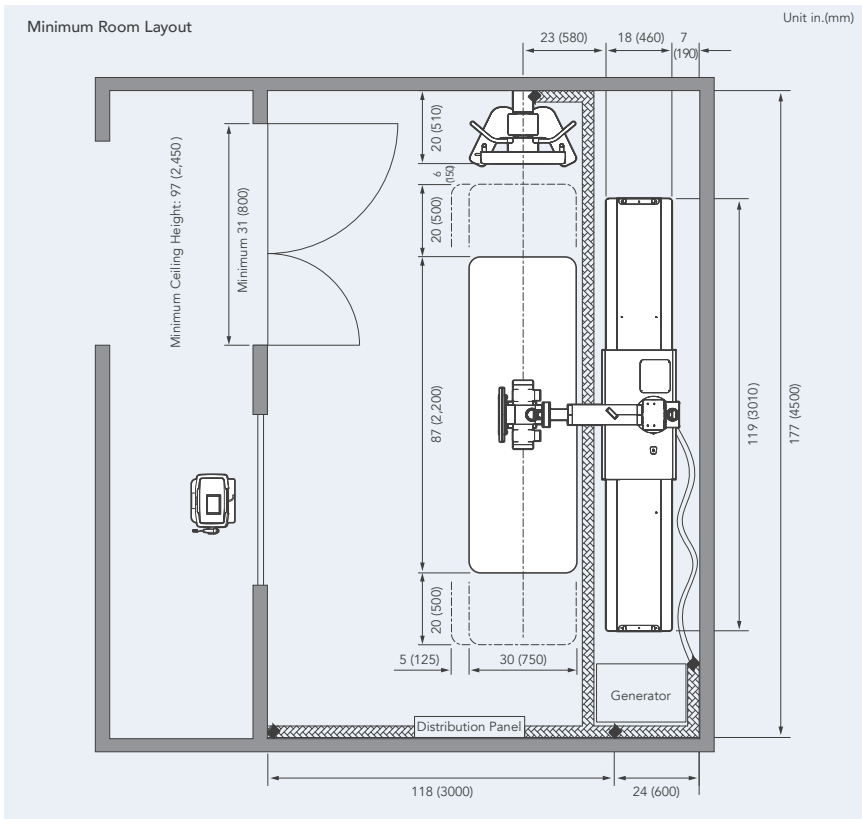 Minimum Room Layout
Unit in.(mm)
23 (580)
18 (460)
7
(190)
20 (510)
6
(150)
20 (500)
Minimum Ceiling Height: 97 (2,450 )
Minimum 31 (800)
87 (2,200)
119 (3010)
177 (4500)
20 (500)
5 (125)
30 (750)
Generator
Distribution Panel
118 (3000)
24 (600)